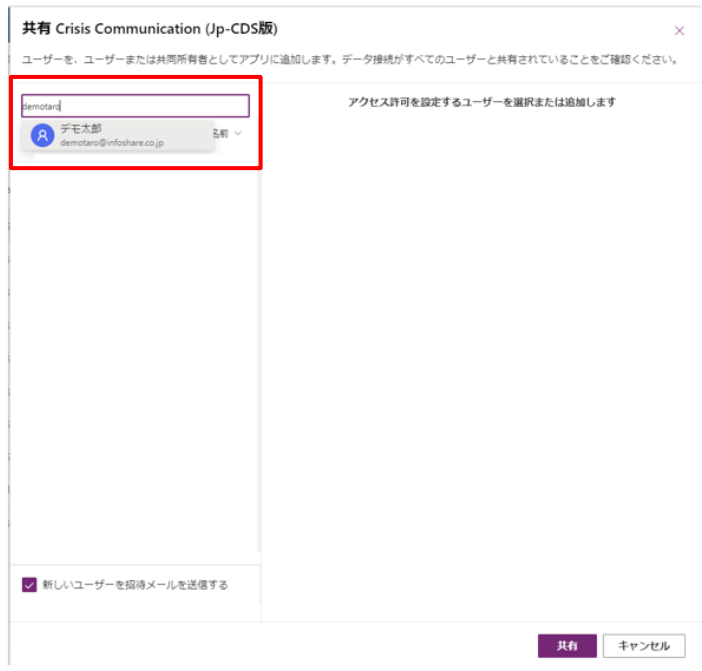 共有 Crisis Communication (Jp-CDS版)
ユーザーを、ユーザーまたは共同所有者としてアプリに追加します。データ接続がすべてのユーザーと共有されていることをご確認ください。
demotaro
アクセス許可を設定するユーザーを選択または追加します
デモ太郎
名前
demotaro@infoshare.co.jp
新しいユーザーを招待メールを送信する
共有
キャンセル